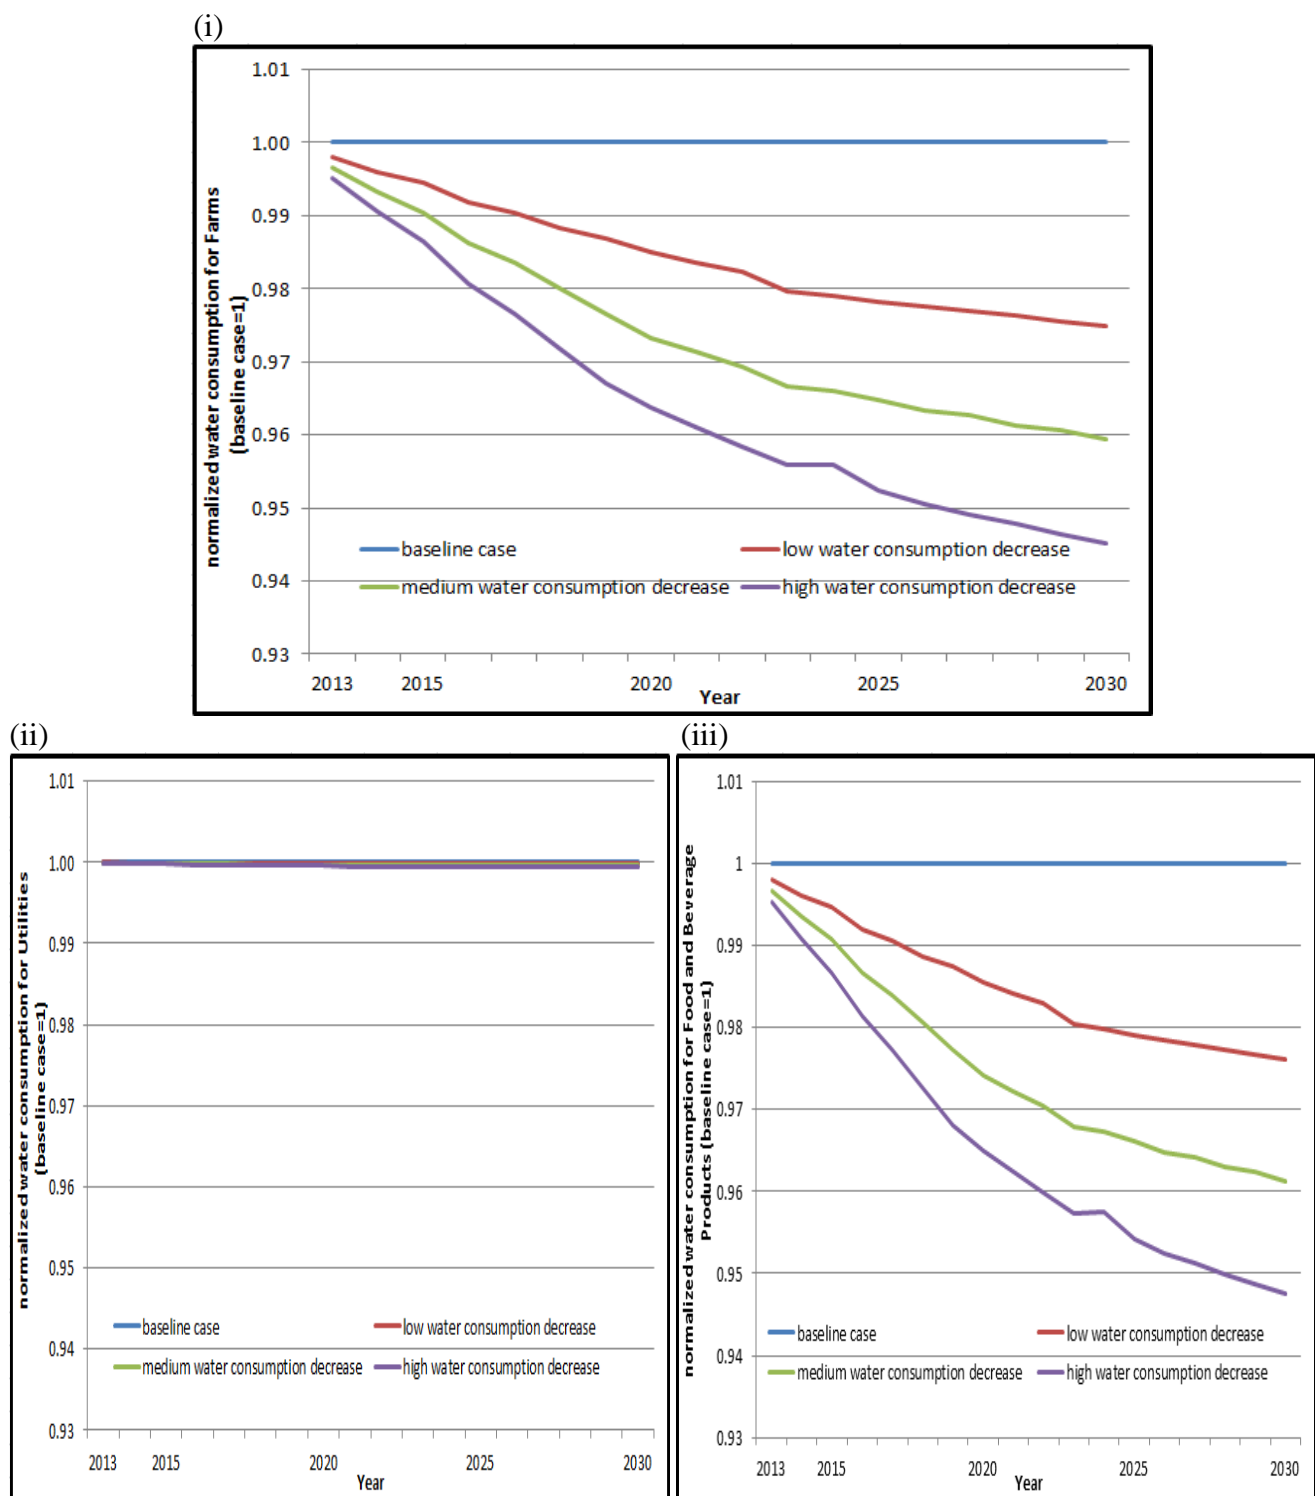 (i)
normalized water consumption for Farms
(baseline case=1)
1.01
1.00
0.99
0.98
0.97
0.96
0.95
0.94
0.93
baseline case
low water consumption decrease
medium water consumption decrease
high water consumption decrease
2013
2015
2020
2025
2030
Year
(ii)
normalized water consumption for Utilities
(baseline case=1)
1.01
1.00
0.99
0.98
0.97
0.96
0.95
0.94
0.93
baseline case
low water consumption decrease
medium water consumption decrease
high water consumption decrease
2013
2015
2020
2025
2030
Year
(iii)
normalized water consumption for Food and Beverage
Products (baseline case=1)
1.01
1
0.99
0.98
0.97
0.96
0.95
0.94
0.93
baseline case
low water consumption decrease
medium water consumption decrease
high water consumption decrease
2013
2015
2020
2025
2030
Year